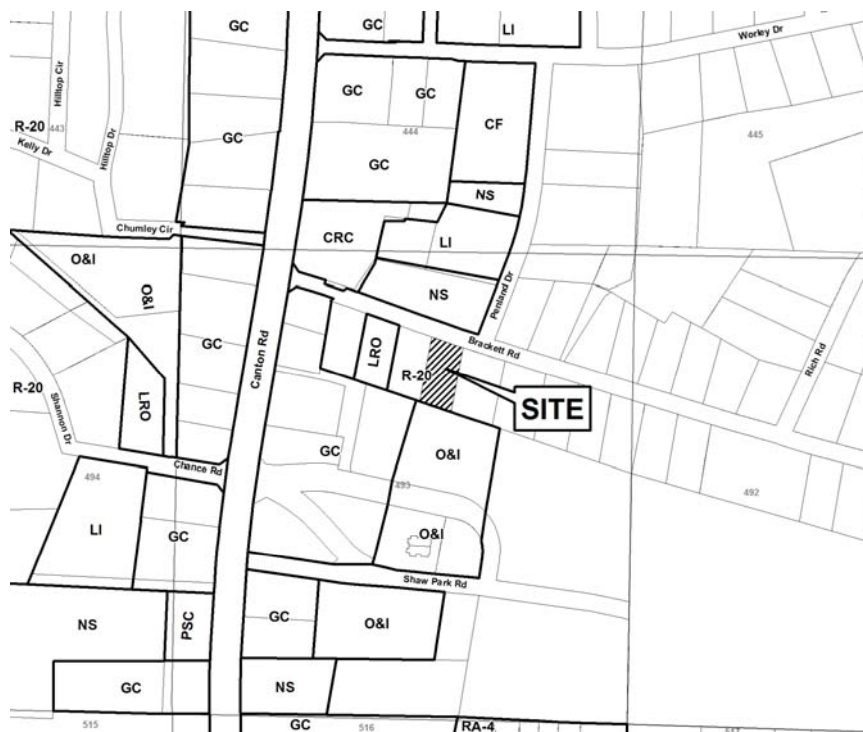 GC
GC
LI
Worley Dr
Hilltop Cir
R-20
443
Kelly Dr
Hilltop Dr
GC
GC
GC
444
CF
445
GC
NS
Chumley Cir
CRC
LI
O&I
O&I
NS
Penland Dr
Canton Rd
GC
Brackett Rd
Rich Rd
LRO
R-20
SITE
R-20
LRO
Shannon Dr
GC
O&I
Chance Rd
494
493
492
LI
GC
O&I
Shaw Park Rd
NS
PSC
GC
O&I
GC
NS
515
GC
516
RA-4